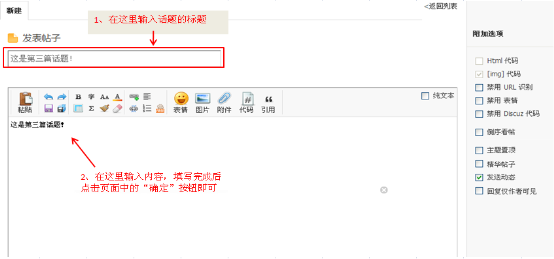 新建
1、在这里输入话题的标题
<返回列表
发表帖子
附加选项
这是第三篇话题!
Html 代码
[img] 代码
禁用 URL 识别
禁用 表情
禁用 Discuz 代码
倒序看帖
主题置顶
精华帖子
发送动态
回复仅作者可见
粘贴
B 字 Aa A
Σ
表情
图片
附件
代码
引用
纯文本
这是第三篇话题!
2、在这里输入内容，填写完成后
点击页面中的“确定”按钮即可